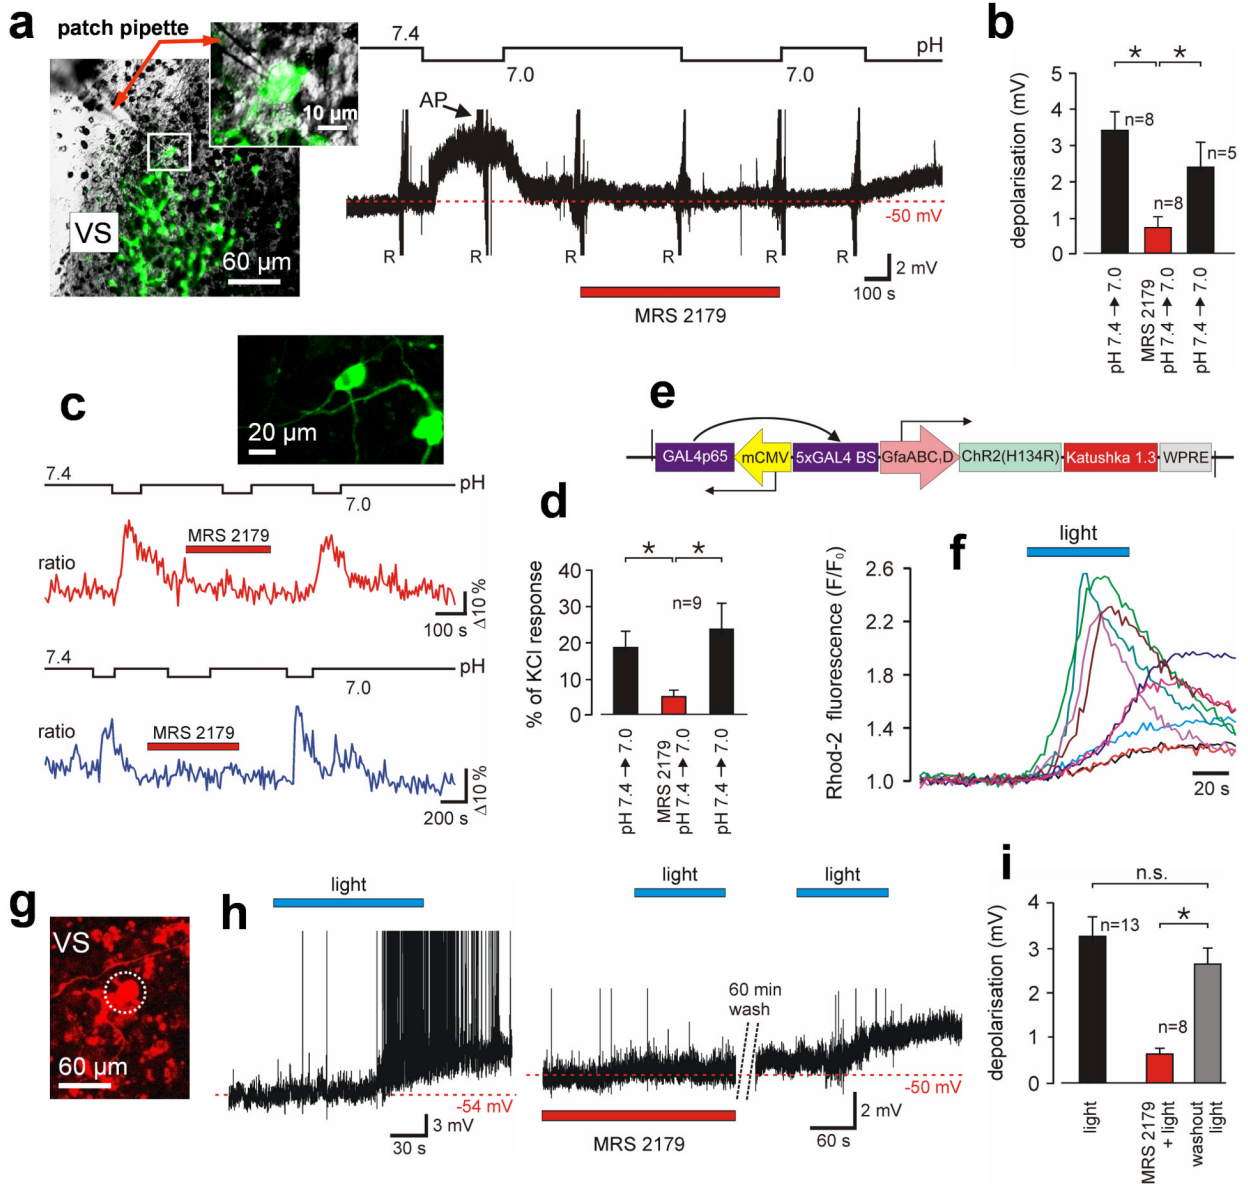 a
patch pipette
10 µm
VS
60 µm
7.4
7.0
7.0
pH
AP
-50 mV
R
R
R
R
R
R
2 mV
100 s
MRS 2179
b
depolarisation (mV)
5
4
3
2
1
0
*
*
n=8
n=8
n=5
pH 7.4 → 7.0
MRS 2179
pH 7.4 → 7.0
pH 7.4 → 7.0
c
20 µm
7.4
pH
7.0
MRS 2179
ratio
Δ10 %
100 s
7.4
pH
7.0
MRS 2179
ratio
Δ10 %
200 s
d
% of KCl response
40
30
20
10
0
*
*
n=9
pH 7.4 → 7.0
MRS 2179
pH 7.4 → 7.0
pH 7.4 → 7.0
e
GAL4p65
mCMV
5xGAL4 BS
GfaABC₁D
ChR2(H134R)
Katushka 1.3
WPRE
f
light
Rhod-2 fluorescence (F/F₀)
2.6
2.2
1.8
1.4
1.0
20 s
g
VS
60 µm
h
light
-54 mV
3 mV
30 s
light
light
60 min
wash
-50 mV
2 mV
60 s
MRS 2179
i
depolarisation (mV)
4
3
2
1
0
n.s.
*
n=13
n=8
light
MRS 2179
+ light
washout
light